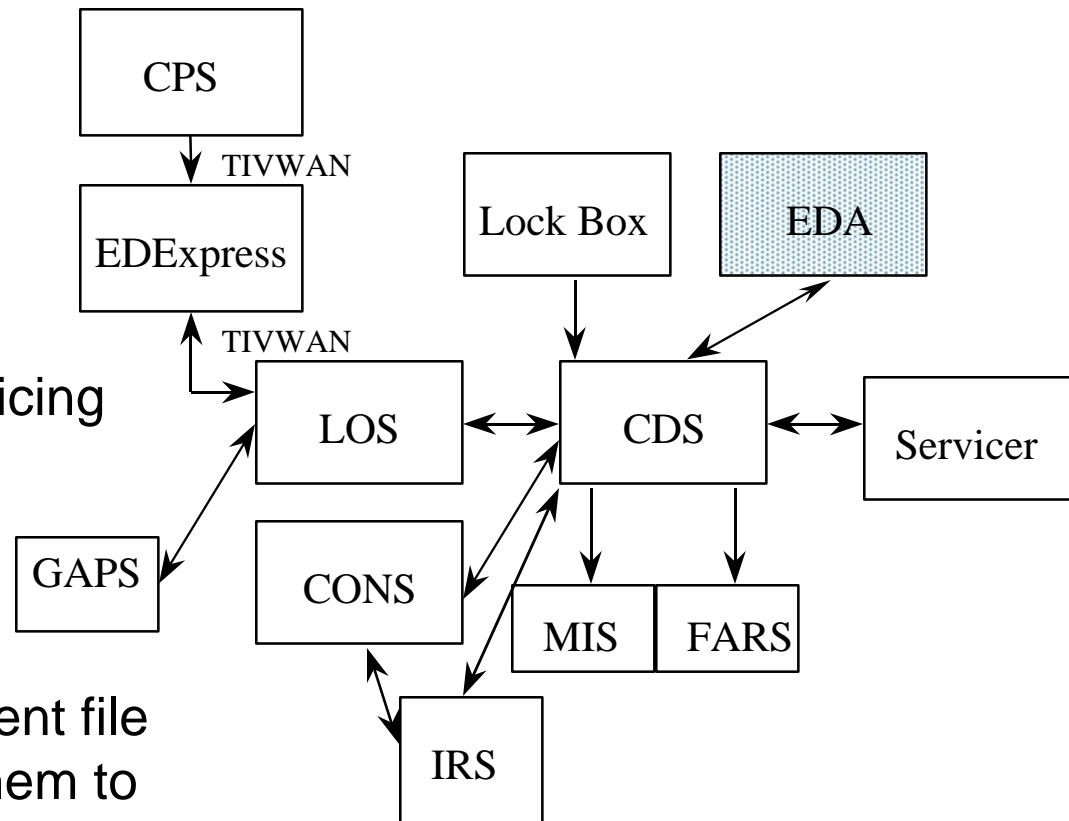 CPS
TIVWAN
EDExpress
Lock Box
EDA
TIVWAN
icing
LOS
CDS
Servicer
GAPS
CONS
MIS
FARS
ent file
IRS
nem to